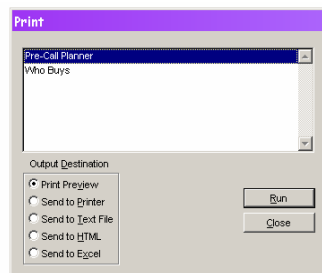 Print
Pre-Call Planner
Who Buys
Output Destination
Print Preview
Send to Printer
Send to Text File
Send to HTML
Send to Excel
Run
Close